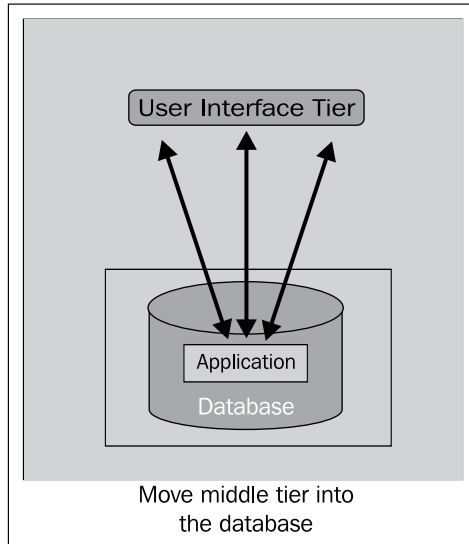 User Interface Tier
Application
Database
Move middle tier into
the database